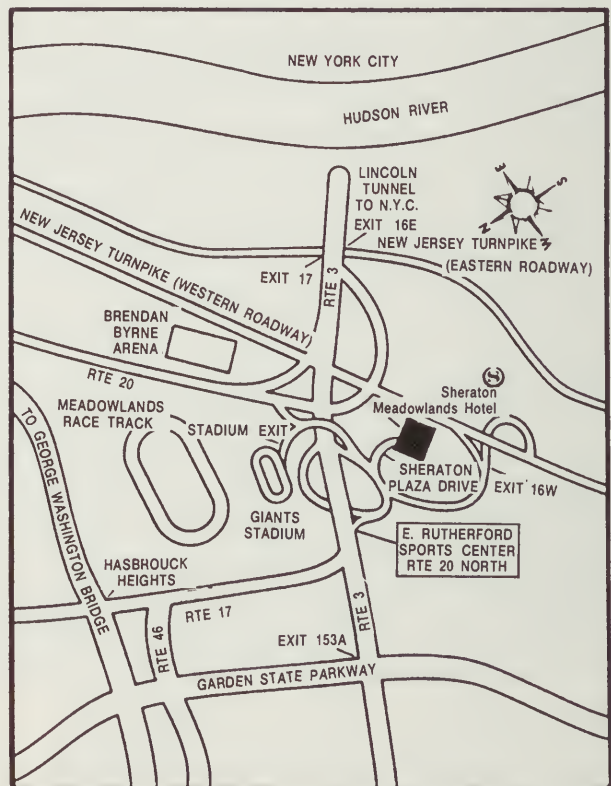 NEW YORK CITY
HUDSON RIVER
LINCOLN
TUNNEL
TO N.Y.C.
EXIT 16E
NEW JERSEY TURNPIKE
(EASTERN ROADWAY)
E
S
N
W
NEW JERSEY TURNPIKE (WESTERN ROADWAY)
EXIT 17
RTE 3
BRENDAN
BYRNE
ARENA
RTE 20
Sheraton
Meadowlands Hotel
MEADOWLANDS
RACE TRACK
STADIUM EXIT
TO GEORGE WASHINGTON BRIDGE
SHERATON
PLAZA DRIVE
EXIT 16W
GIANTS
STADIUM
E. RUTHERFORD
SPORTS CENTER
RTE 20 NORTH
HASBROUCK
HEIGHTS
RTE 17
RTE 46
RTE 3
EXIT 153A
GARDEN STATE PARKWAY